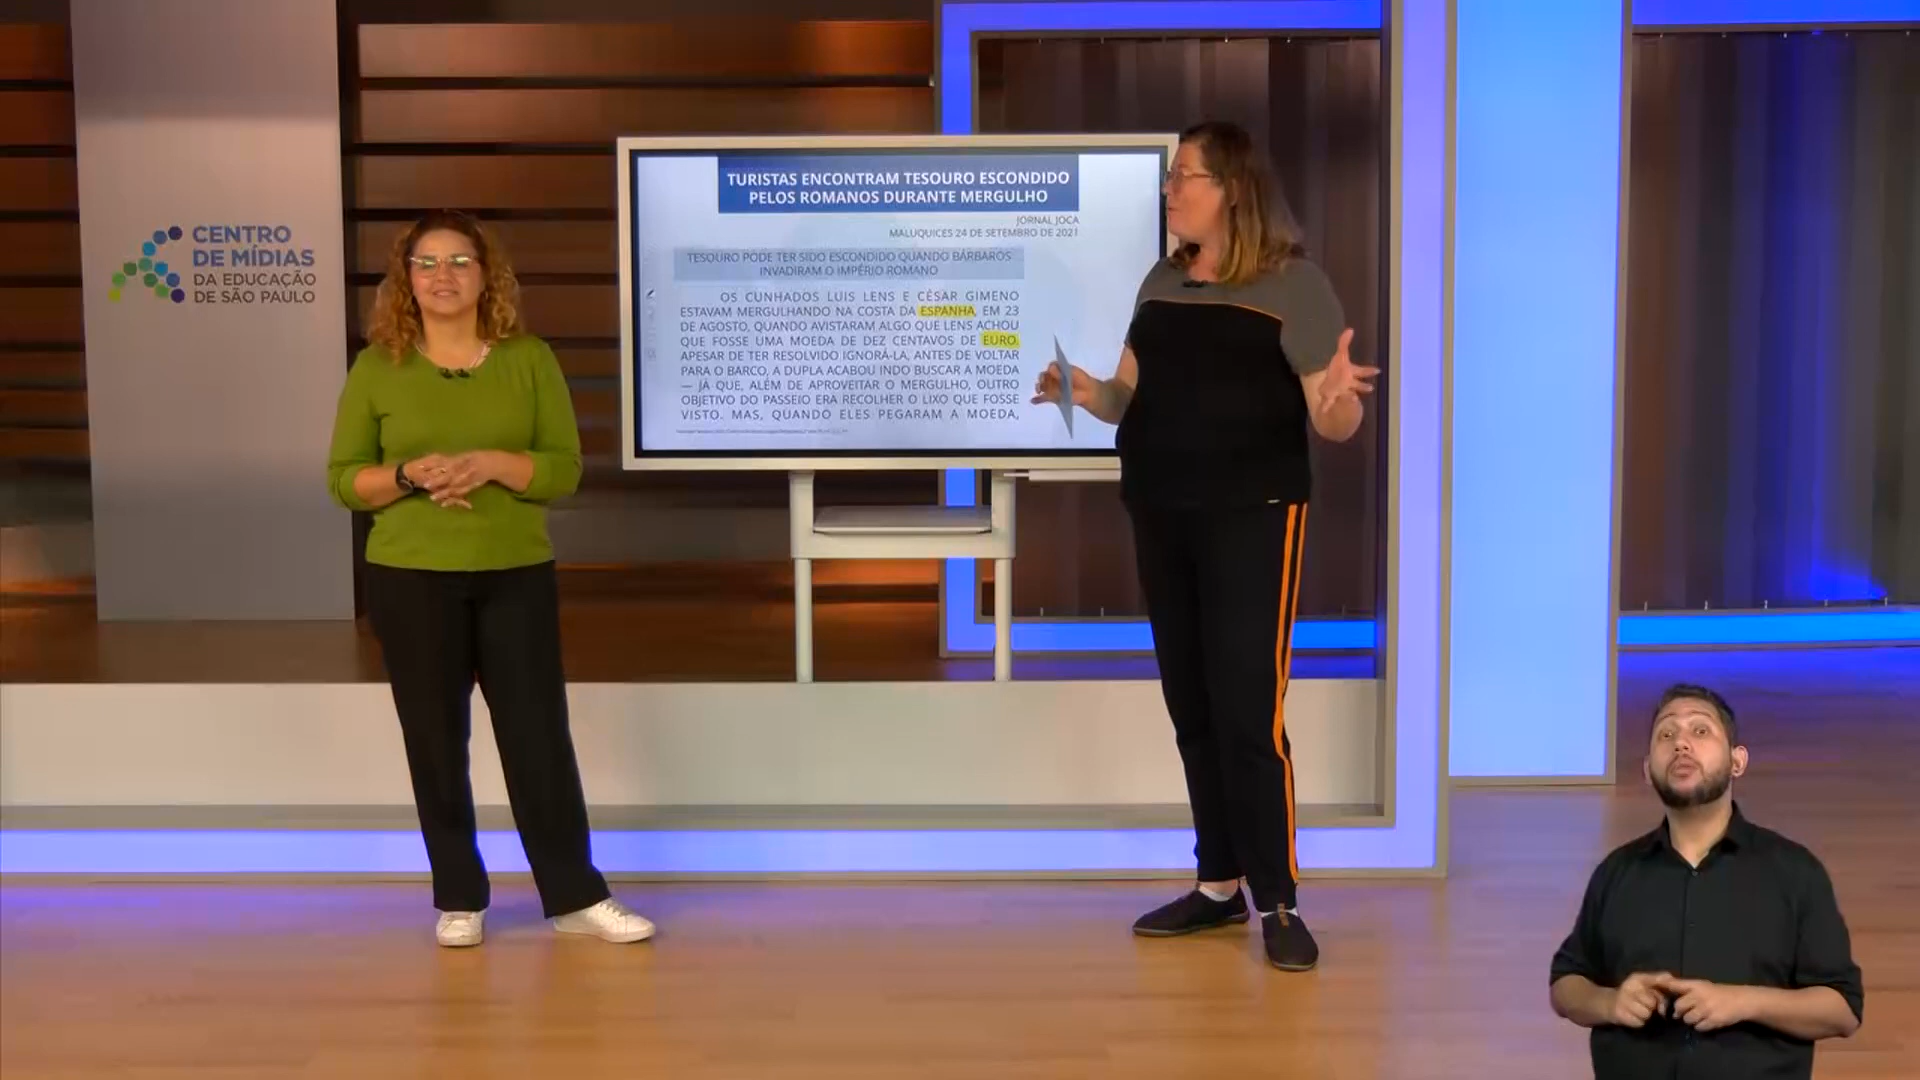 CENTRO
DE MÍDIAS
DA EDUCAÇÃO
DE SÃO PAULO
TURISTAS ENCONTRAM TESOURO ESCONDIDO
PELOS ROMANOS DURANTE MERGULHO
JORNAL JOCA
MALUQUICES 24 DE SETEMBRO DE 2021
TESOURO PODE TER SIDO ESCONDIDO QUANDO BÁRBAROS
INVADIRAM O IMPÉRIO ROMANO
OS CUNHADOS LUIS LENS E CÉSAR GIMENO
ESTAVAM MERGULHANDO NA COSTA DA ESPANHA, EM 23
DE AGOSTO, QUANDO AVISTARAM ALGO QUE LENS ACHOU
QUE FOSSE UMA MOEDA DE DEZ CENTAVOS DE EURO.
APESAR DE TER RESOLVIDO IGNORÁ-LA, ANTES DE VOLTAR
PARA O BARCO, A DUPLA ACABOU INDO BUSCAR A MOEDA
— JÁ QUE, ALÉM DE APROVEITAR O MERGULHO, OUTRO
OBJETIVO DO PASSEIO ERA RECOLHER O LIXO QUE FOSSE
VISTO. MAS, QUANDO ELES PEGARAM A MOEDA,